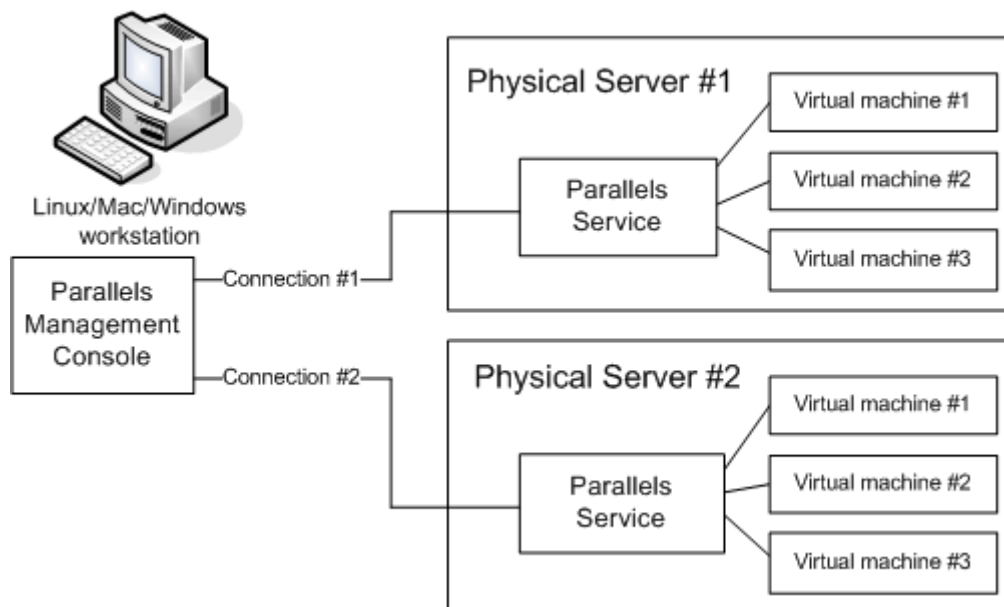 Linux/Mac/Windows
workstation
Parallels
Management
Console
Connection #1
Connection #2
Physical Server #1
Parallels
Service
Virtual machine #1
Virtual machine #2
Virtual machine #3
Physical Server #2
Parallels
Service
Virtual machine #1
Virtual machine #2
Virtual machine #3